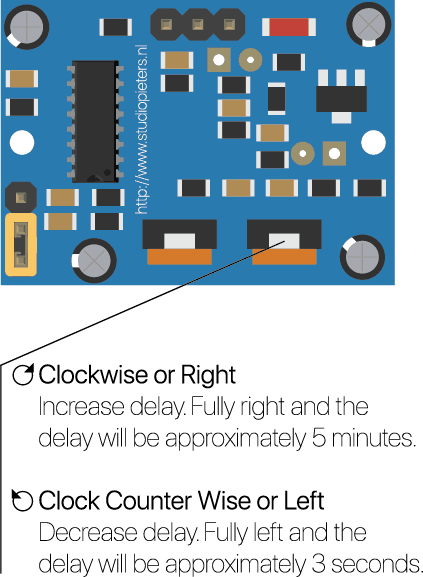 http://www.studiopieters.nl
Clockwise or Right
Increase delay. Fully right and the
delay will be approximately 5 minutes.
Clock Counter Wise or Left
Decrease delay. Fully left and the
delay will be approximately 3 seconds.